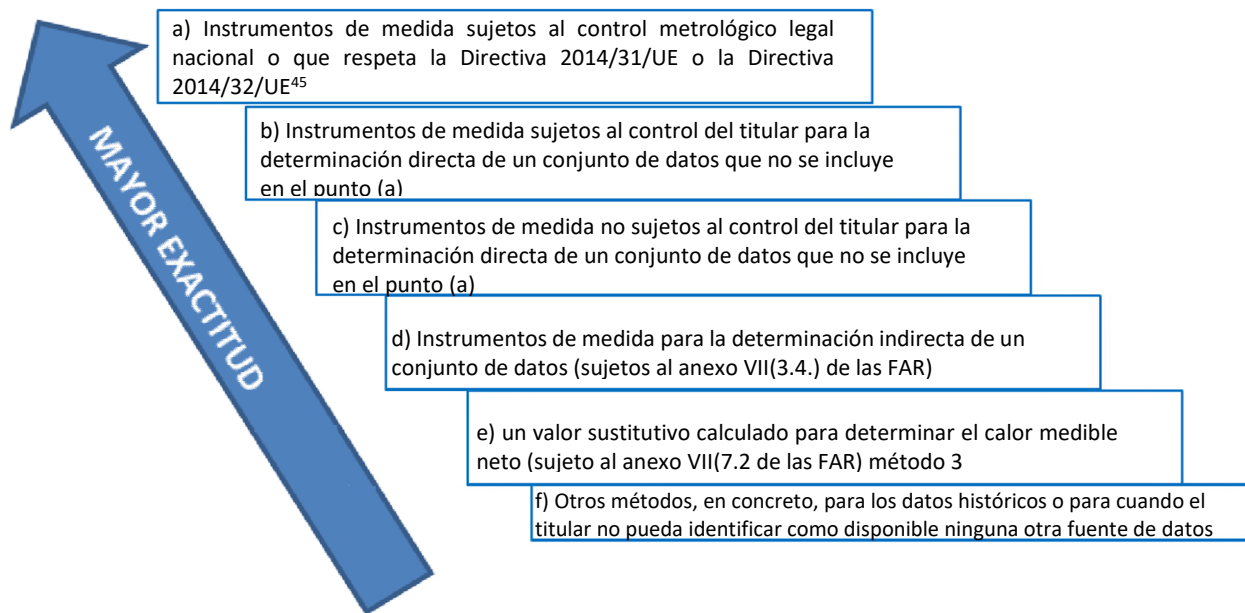 a) Instrumentos de medida sujetos al control metrológico legal
nacional o que respeta la Directiva 2014/31/UE o la Directiva
2014/32/UE45
b) Instrumentos de medida sujetos al control del titular para la
determinación directa de un conjunto de datos que no se incluye
en el punto (a)
MAYOR EXACTITUD
c) Instrumentos de medida no sujetos al control del titular para la
determinación directa de un conjunto de datos que no se incluye
en el punto (a)
d) Instrumentos de medida para la determinación indirecta de un
conjunto de datos (sujetos al anexo VII(3.4.) de las FAR)
e) un valor sustitutivo calculado para determinar el calor medible
neto (sujeto al anexo VII(7.2 de las FAR) método 3
f) Otros métodos, en concreto, para los datos históricos o para cuando el
titular no pueda identificar como disponible ninguna otra fuente de datos